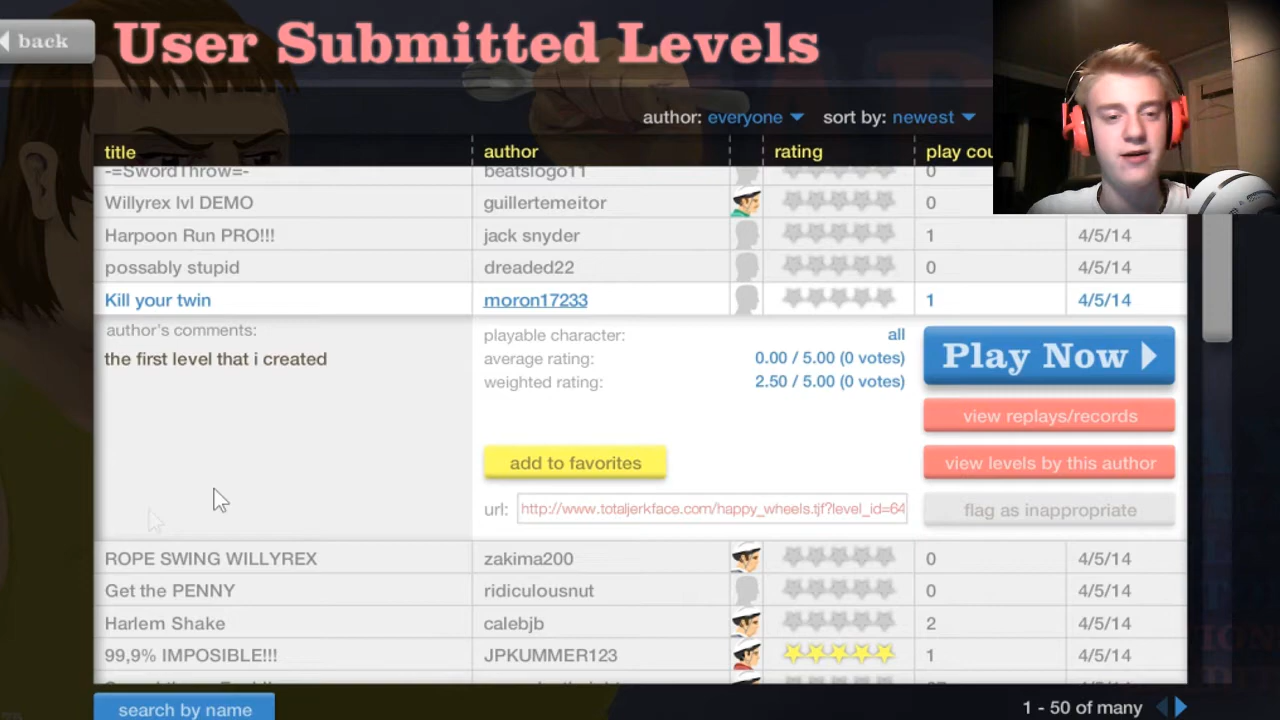 back
User Submitted Levels
author: everyone sort by: newest
title author rating play cou
-=SwordThrow=- beatslogo11 0
Willyrex lvl DEMO guillertemeitor 0
Harpoon Run PRO!!! jack snyder 1 4/5/14
possably stupid dreaded22 0 4/5/14
Kill your twin moron17233 1 4/5/14
author's comments:
the first level that i created
playable character: all
average rating: 0.00 / 5.00 (0 votes)
weighted rating: 2.50 / 5.00 (0 votes)
add to favorites
url: http://www.totaljerkface.com/happy_wheels.tjf?level_id=64
Play Now
view replays/records
view levels by this author
flag as inappropriate
ROPE SWING WILLYREX zakima200 0 4/5/14
Get the PENNY ridiculousnut 0 4/5/14
Harlem Shake calebjb 2 4/5/14
99,9% IMPOSIBLE!!! JPKUMMER123 1 4/5/14
search by name
1 - 50 of many